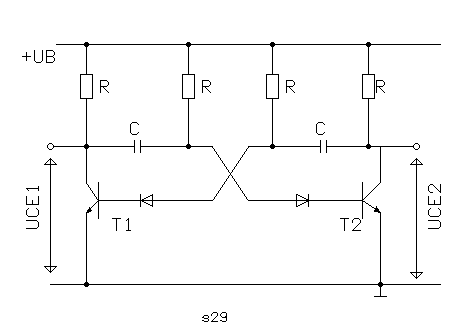 +UB
R R R R
C C
UCE1 UCE2
T1 T2
s29